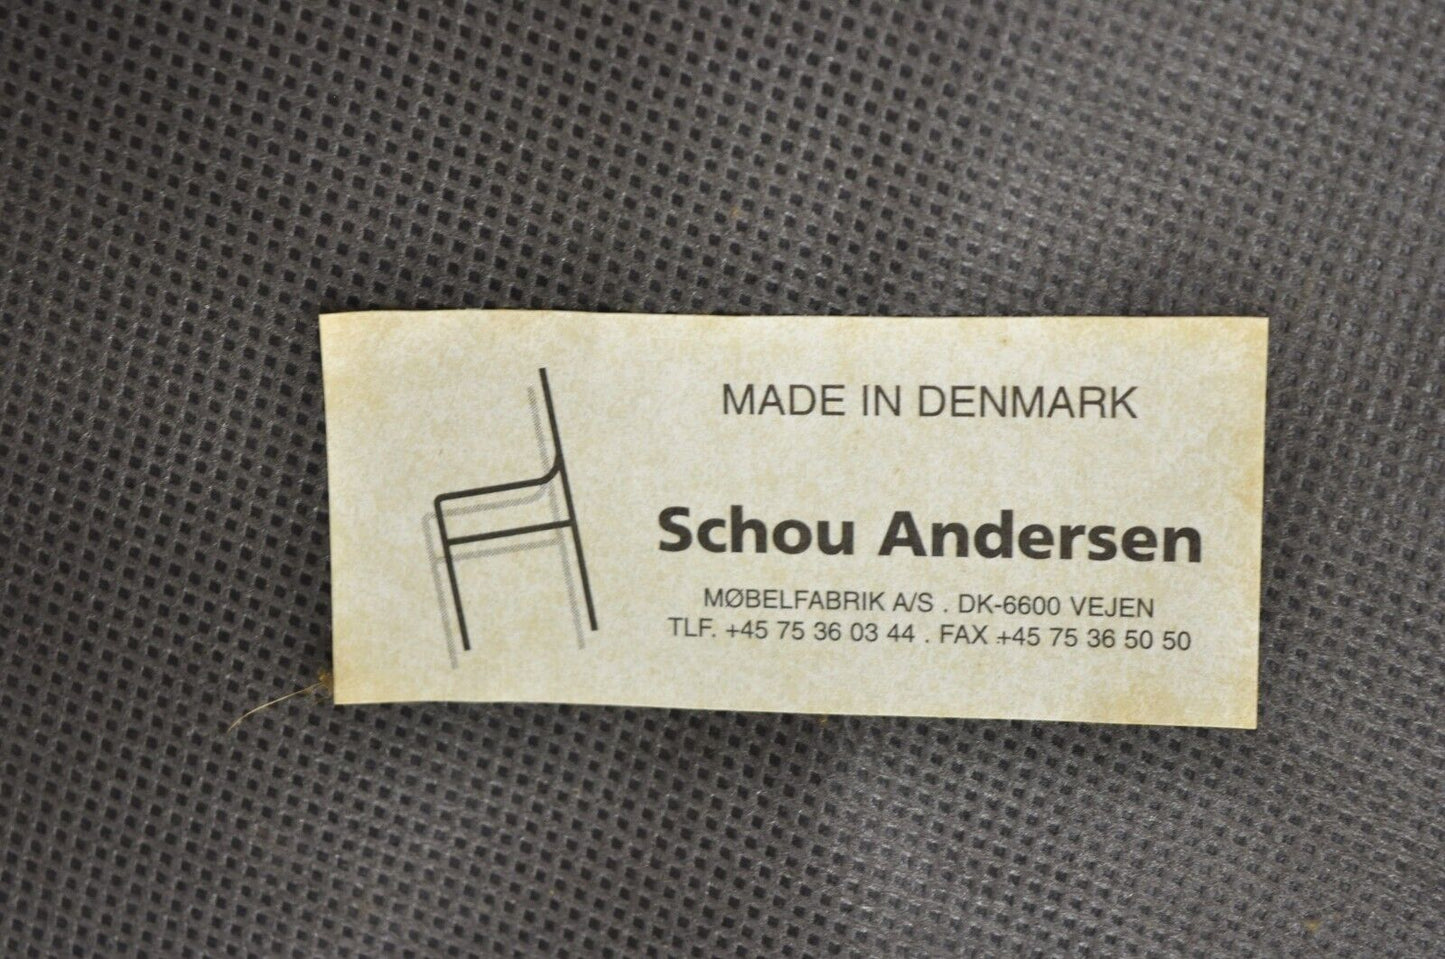 MADE IN DENMARK
Schou Andersen
MØBELFABRIK A/S . DK-6600 VEJEN
TLF. +45 75 36 03 44 . FAX +45 75 36 50 50